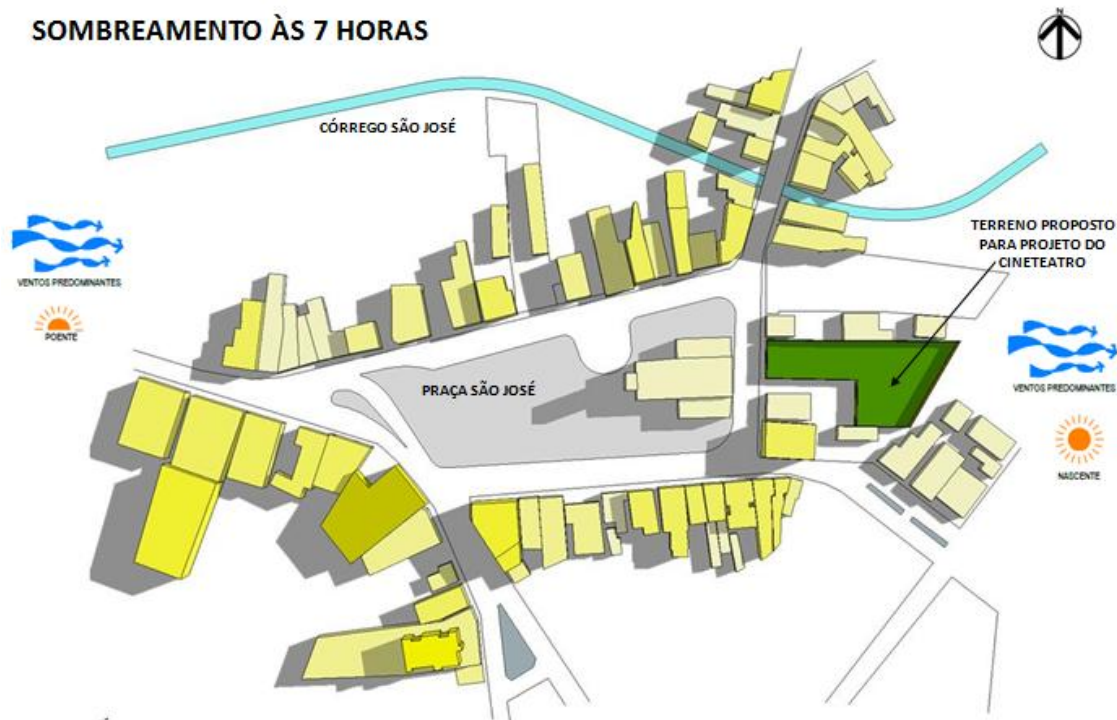 SOMBREAMENTO ÀS 7 HORAS
N
CÓRREGO SÃO JOSÉ
TERRENO PROPOSTO
PARA PROJETO DO
CINETEATRO
VENTOS PREDOMINANTES
POENTE
PRAÇA SÃO JOSÉ
VENTOS PREDOMINANTES
NASCENTE